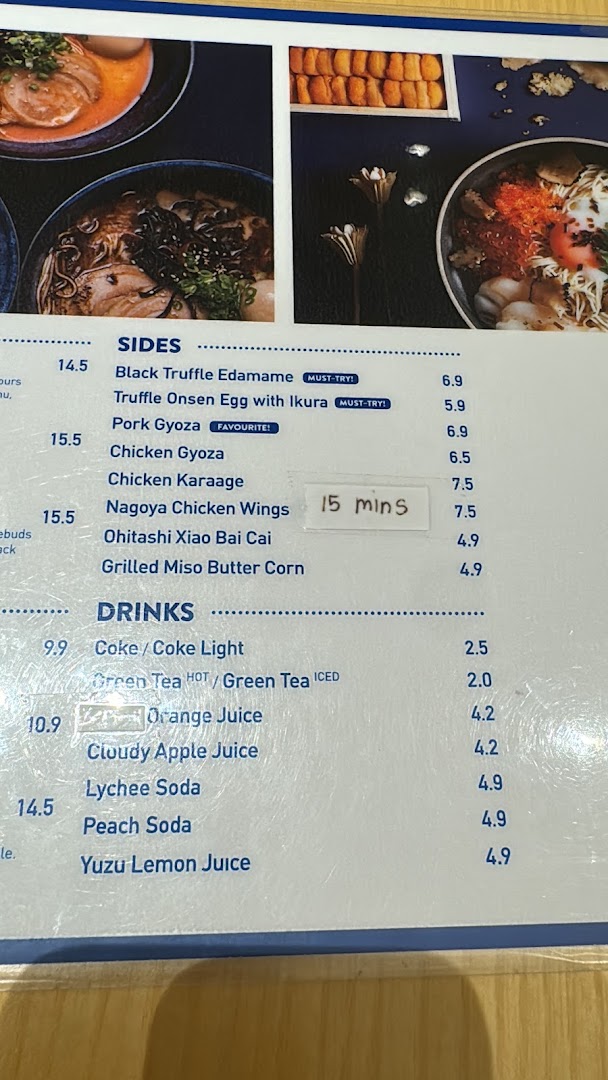 14.5
ours
nu,
15.5
15.5
ebuds
ack
9.9
10.9
14.5
le.
SIDES
Black Truffle Edamame MUST-TRY! 6.9
Truffle Onsen Egg with Ikura MUST-TRY! 5.9
Pork Gyoza FAVOURITE! 6.9
Chicken Gyoza 6.5
Chicken Karaage 7.5
Nagoya Chicken Wings 15 mins 7.5
Ohitashi Xiao Bai Cai 4.9
Grilled Miso Butter Corn 4.9
DRINKS
Coke / Coke Light 2.5
Green Tea HOT / Green Tea ICED 2.0
Orange Juice 4.2
Cloudy Apple Juice 4.2
Lychee Soda 4.9
Peach Soda 4.9
Yuzu Lemon Juice 4.9